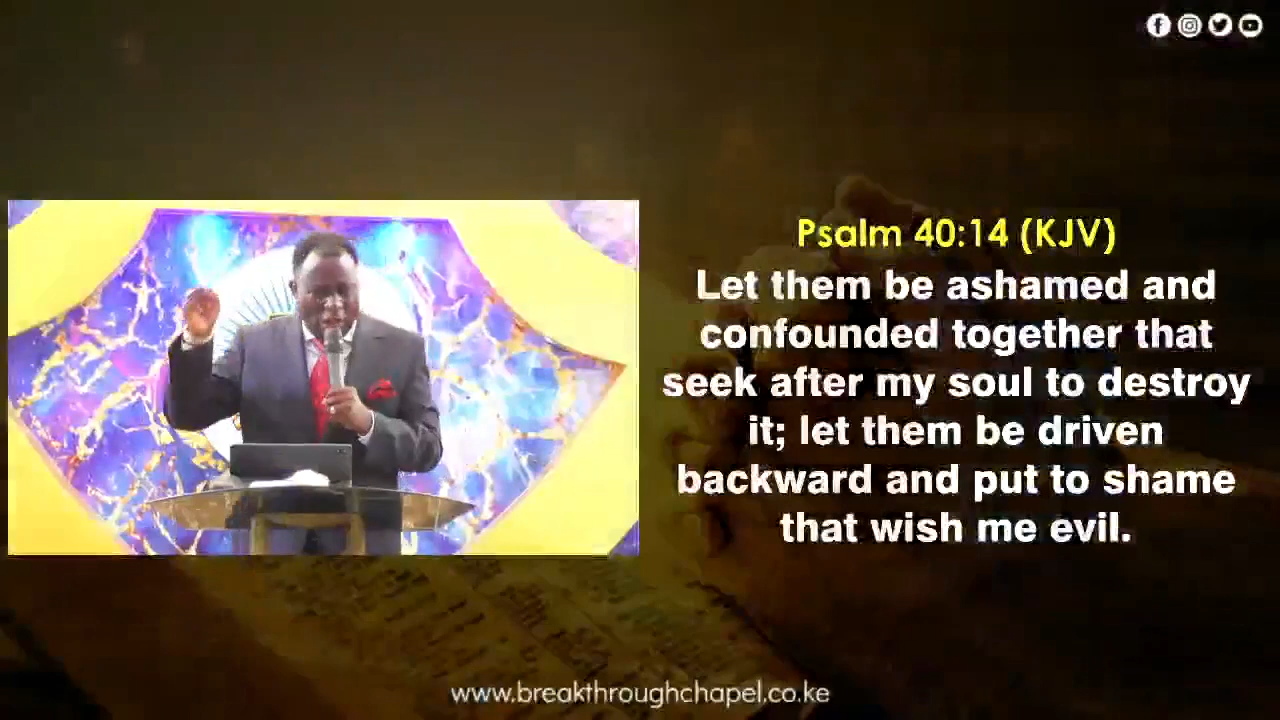 Psalm 40:14 (KJV)
Let them be ashamed and
confounded together that
seek after my soul to destroy
it; let them be driven
backward and put to shame
that wish me evil.
www.breakthroughchapel.co.ke